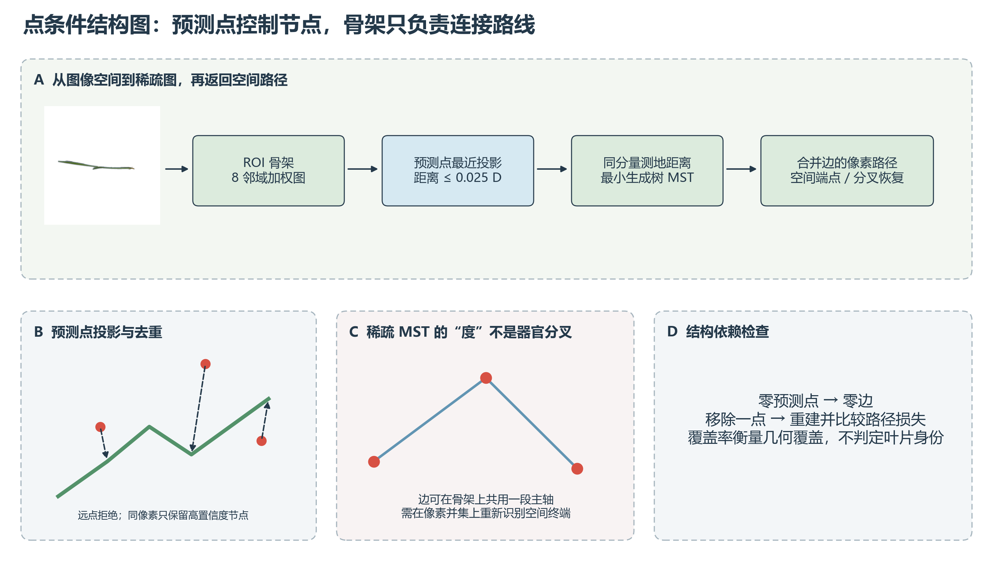 点条件结构图：预测点控制节点，骨架只负责连接路线
A 从图像空间到稀疏图，再返回空间路径
ROI 骨架
8 邻域加权图
预测点最近投影
距离 ≤ 0.025 D
同分量测地距离
最小生成树 MST
合并边的像素路径
空间端点 / 分叉恢复
B 预测点投影与去重
远点拒绝；同像素只保留高置信度节点
C 稀疏 MST 的“度”不是器官分叉
边可在骨架上共用一段主轴
需在像素并集上重新识别空间终端
D 结构依赖检查
零预测点 → 零边
移除一点 → 重建并比较路径损失
覆盖率衡量几何覆盖，不判定叶片身份